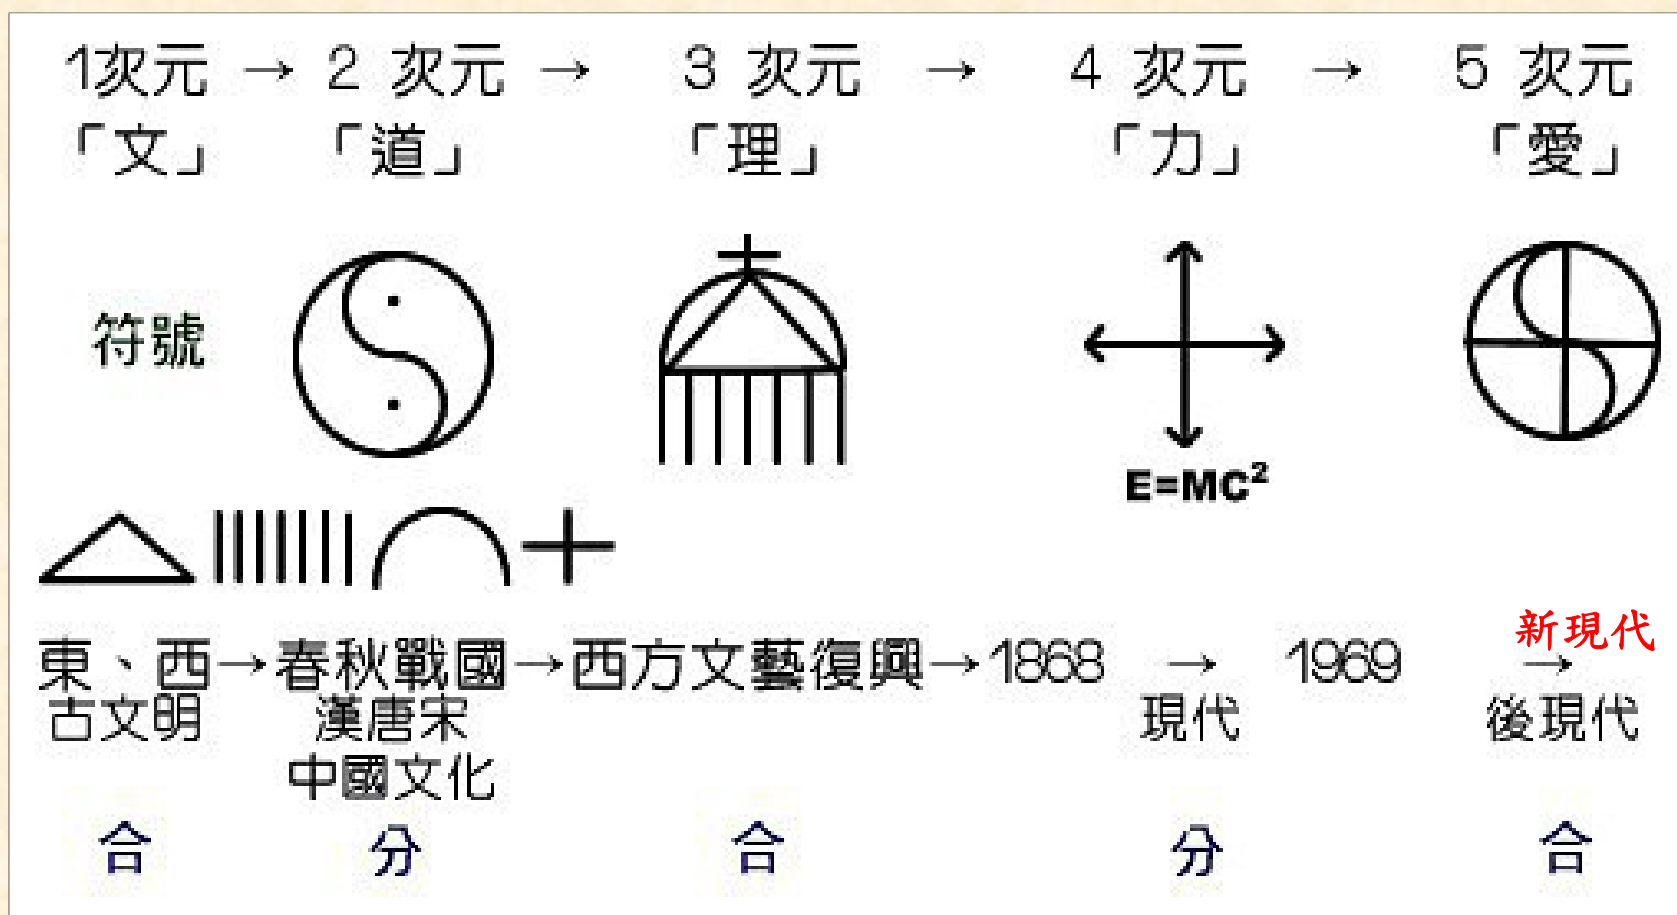 1次元 → 2 次元 → 3 次元 → 4 次元 → 5 次元
「文」 「道」 「理」 「力」 「愛」
符號
E=MC²
新現代
東、西→春秋戰國→西方文藝復興→1868 → 1969 →
古文明 漢唐宋 現代 後現代
中國文化
合 分 合 分 合